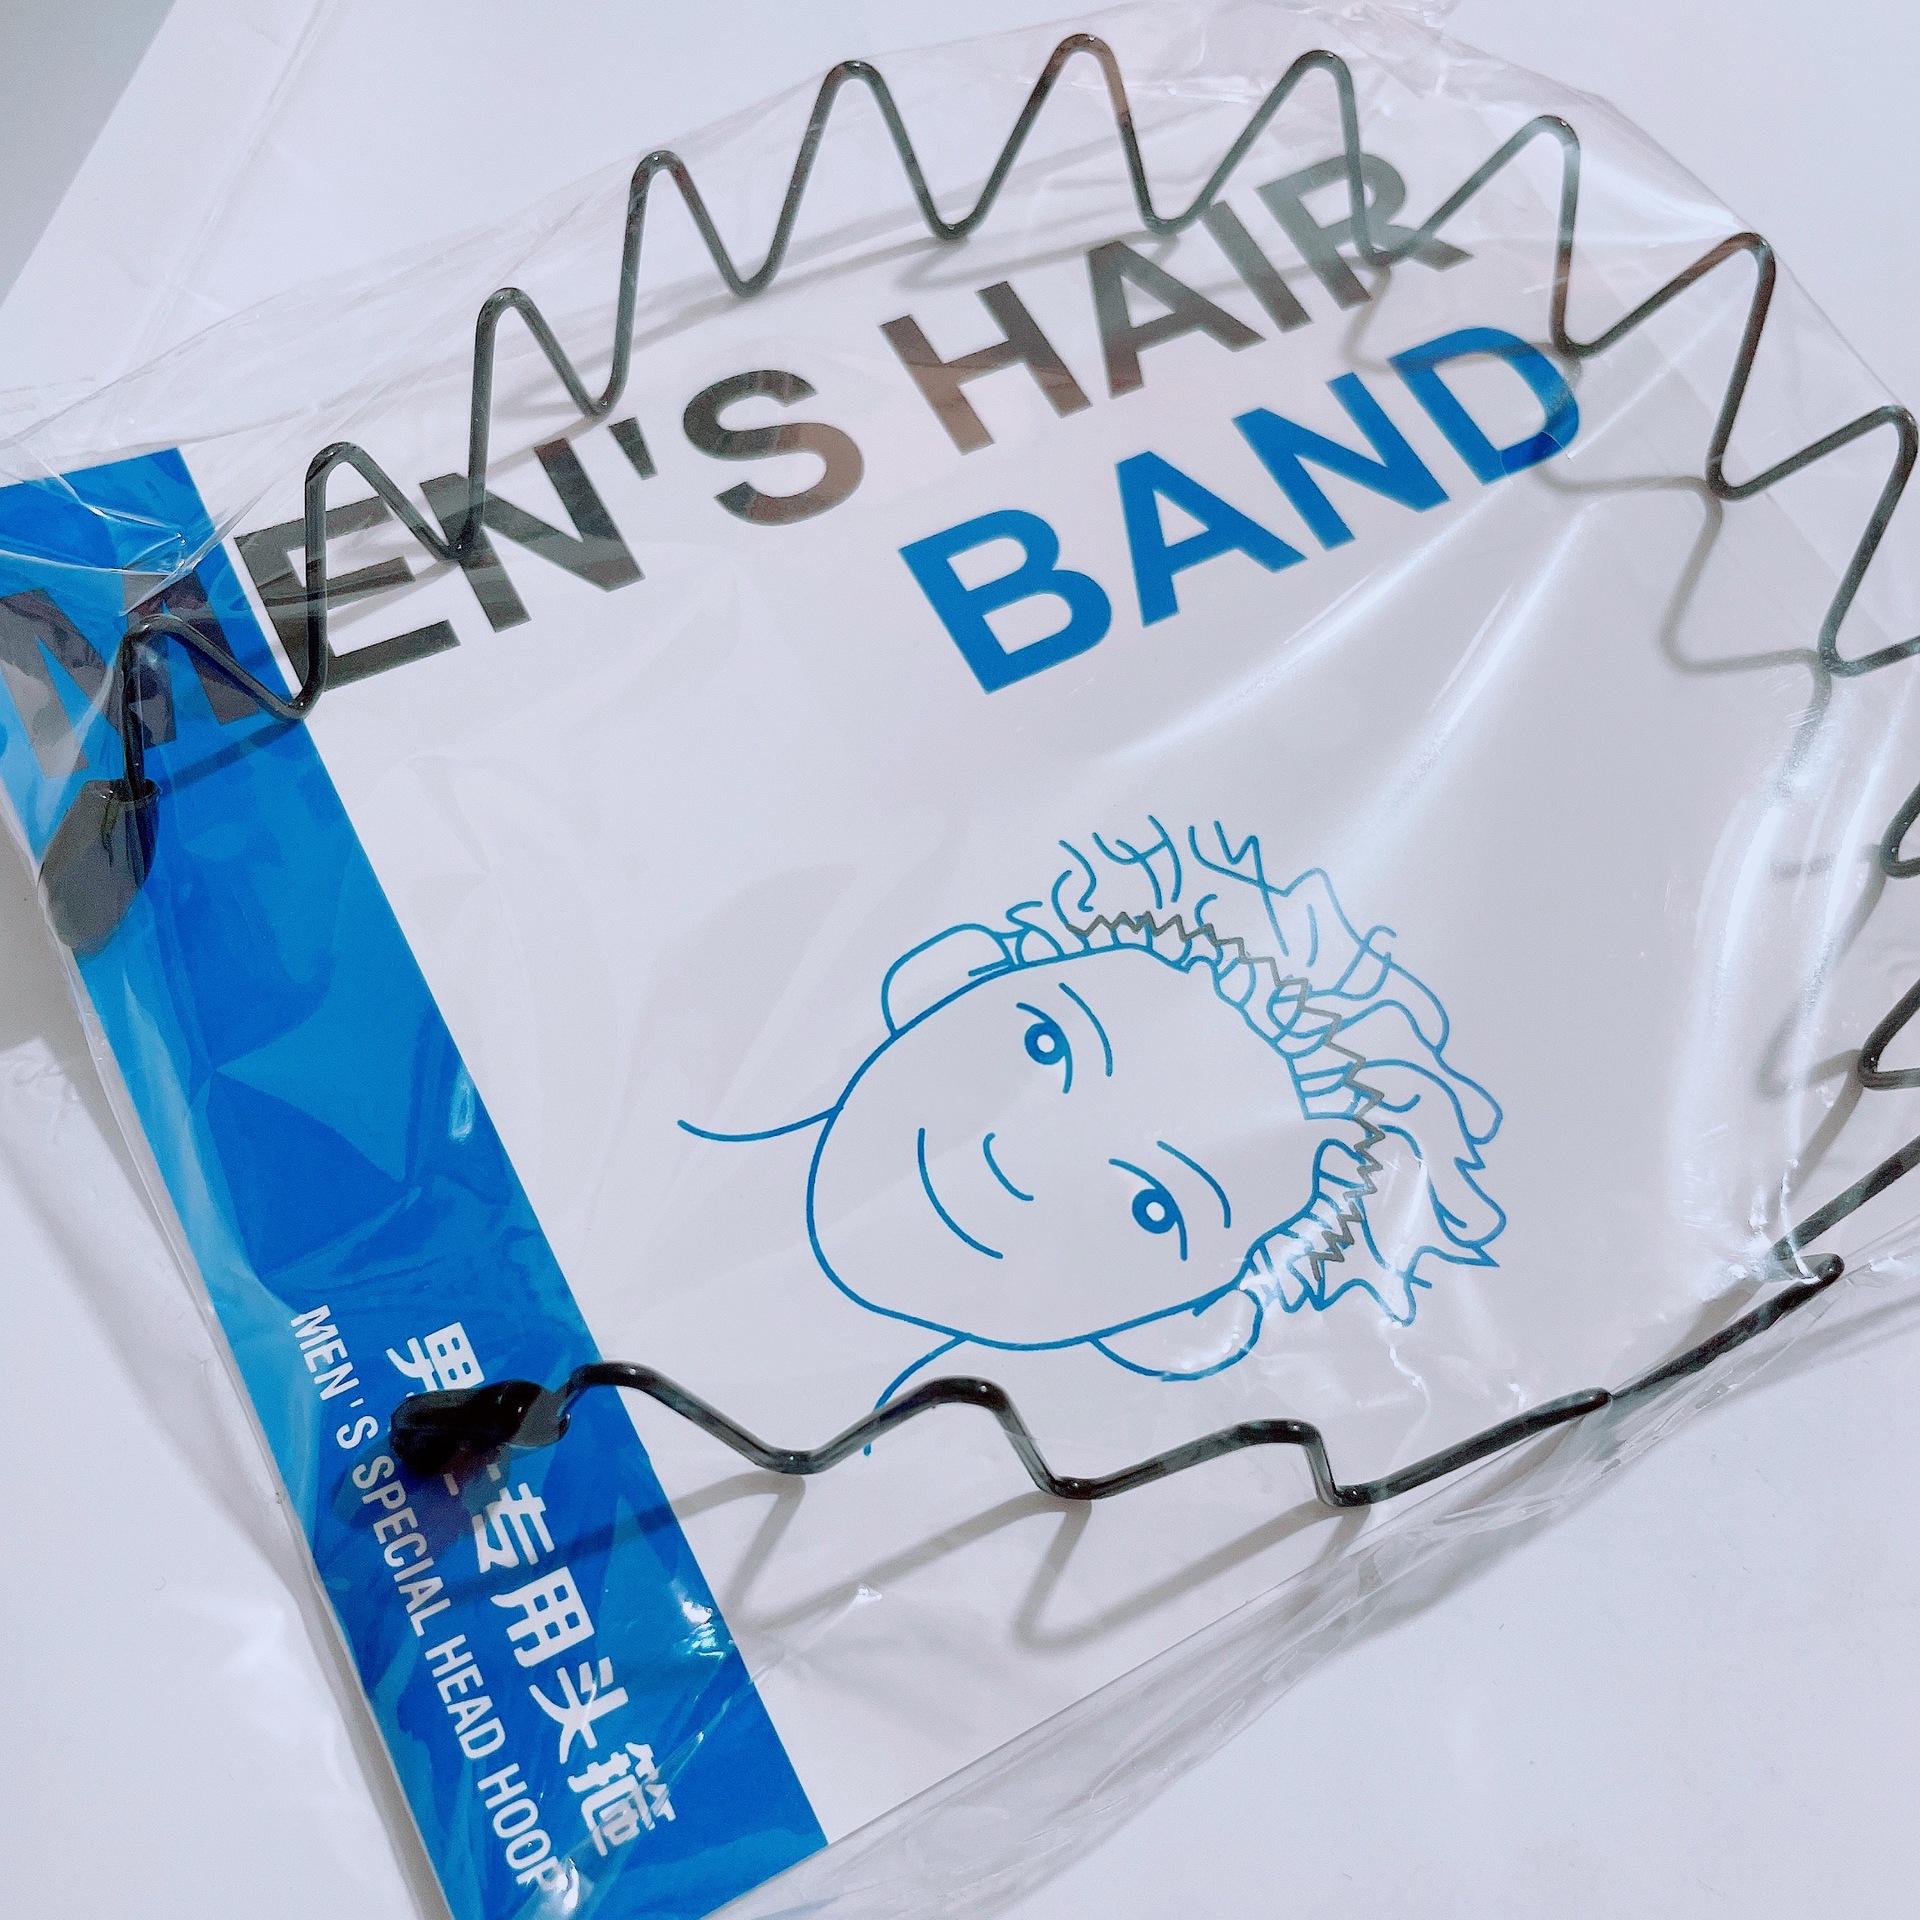 MEN'S HAIR
BAND
男士专用头箍
MEN'S SPECIAL HEAD HOOP